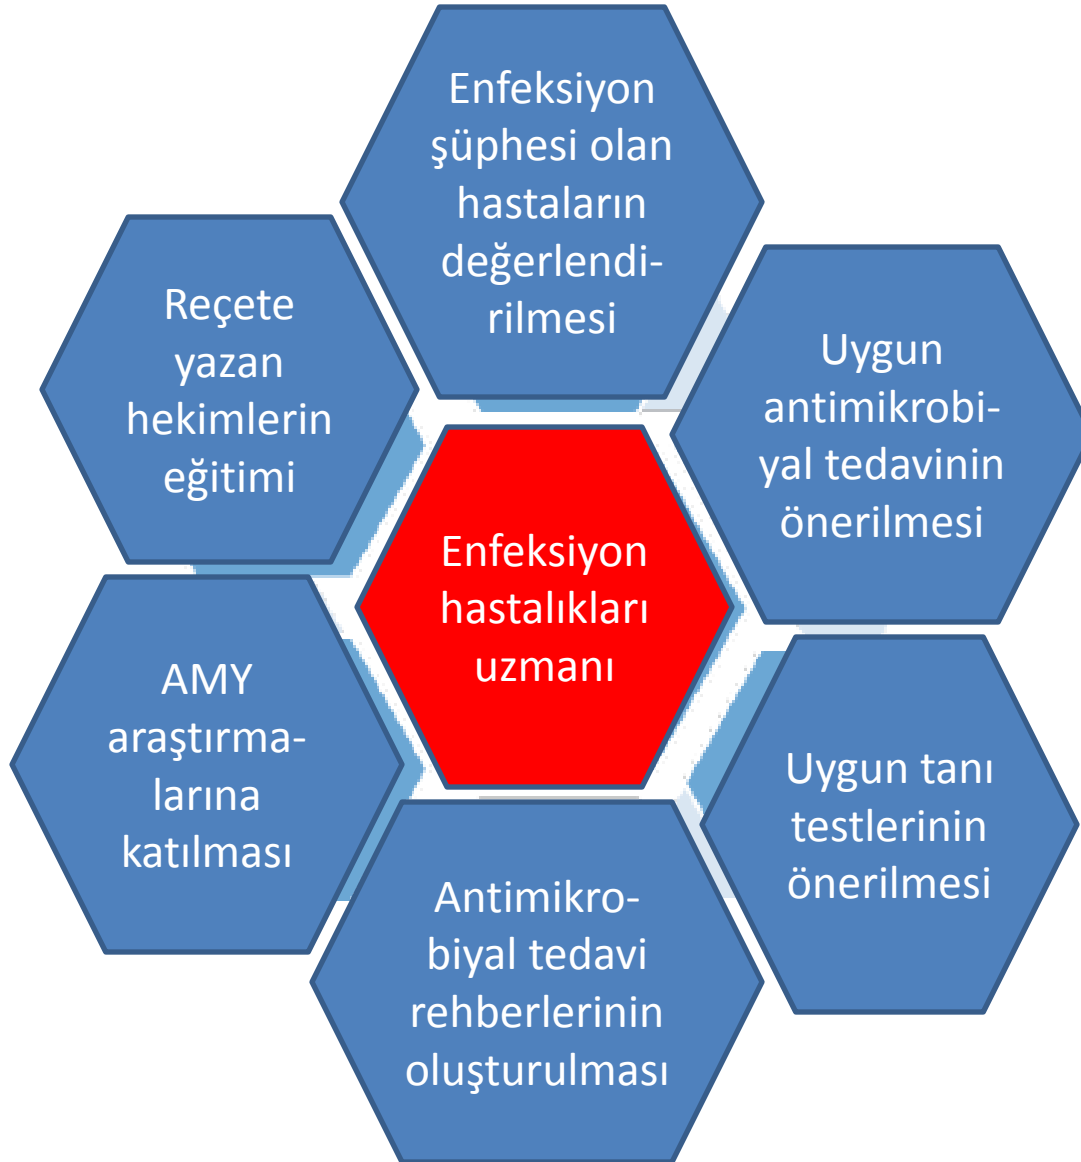 Enfeksiyon
şüphesi olan
hastaların
değerlendi-
rilmesi
Uygun
antimikrobi-
yal tedavinin
önerilmesi
Uygun tanı
testlerinin
önerilmesi
Antimikro-
biyal tedavi
rehberlerinin
oluşturulması
AMY
araştırma-
larına
katılması
Reçete
yazan
hekimlerin
eğitimi
Enfeksiyon
hastalıkları
uzmanı